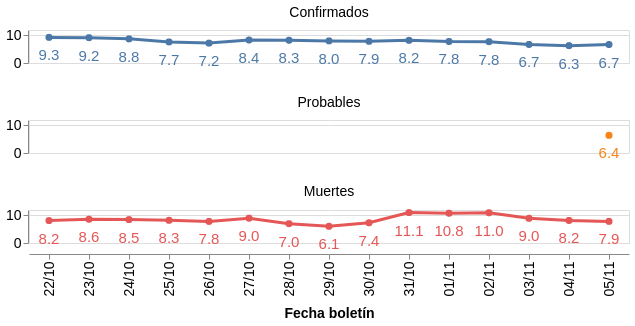 Confirmados
10
0
9.3 9.2 8.8 7.7 7.2 8.4 8.3 8.0 7.9 8.2 7.8 7.8 6.7 6.3 6.7
Probables
10
0
6.4
Muertes
10
0
8.2 8.6 8.5 8.3 7.8 9.0 7.0 6.1 7.4 11.1 10.8 11.0 9.0 8.2 7.9
22/10 23/10 24/10 25/10 26/10 27/10 28/10 29/10 30/10 31/10 01/11 02/11 03/11 04/11 05/11
Fecha boletín